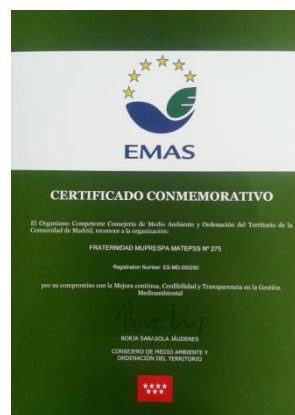 EMAS
CERTIFICADO CONMEMORATIVO
El Organismo Competente Consejería de Medio Ambiente y Ordenación del Territorio de la
Comunidad de Madrid, reconoce a la organización:
FRATERNIDAD MUPRESPA MATEPSS Nº 275
Registration Number ES-MD-000280
por su compromiso con la Mejora continua, Credibilidad y Transparencia en la Gestión
Medioambiental
BORJA SARASOLA JÁUDENES
CONSEJERO DE MEDIO AMBIENTE Y
ORDENACIÓN DEL TERRITORIO